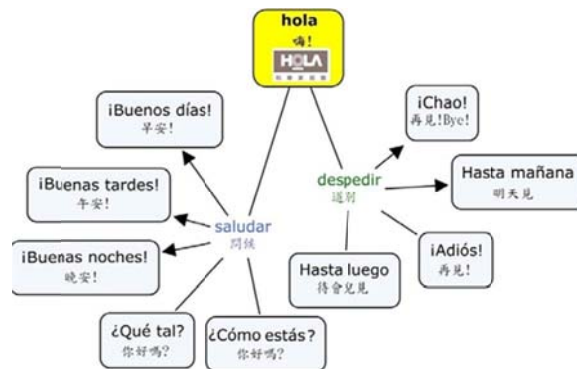 hola
嗨!
HOLA
¡Buenos días!
早安!
¡Buenas tardes!
午安!
¡Buenas noches!
晚安!
saludar
問候
¿Qué tal?
你好嗎?
¿Cómo estás?
你好嗎?
despedir
道別
¡Chao!
再見!Bye!
Hasta mañana
明天見
¡Adiós!
再見!
Hasta luego
待會兒見